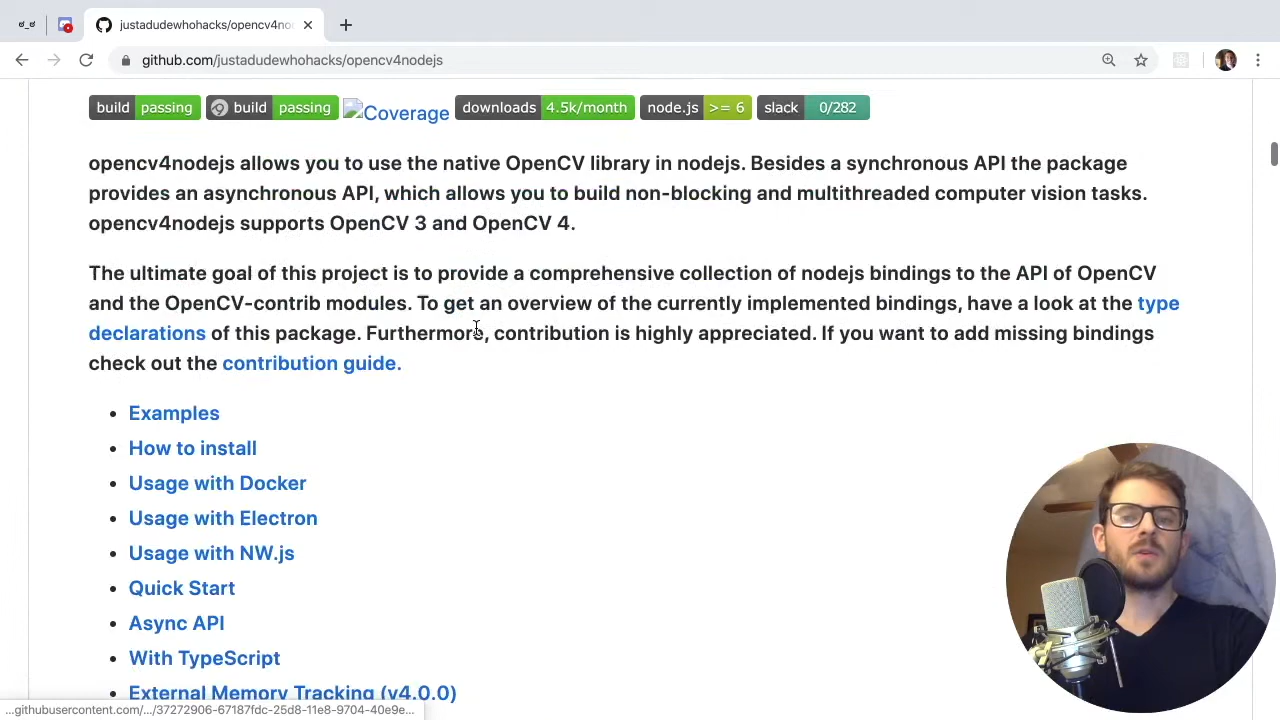 ಠ_ಠ
justadudewhohacks/opencv4no
github.com/justadudewhohacks/opencv4nodejs
build passing build passing Coverage downloads 4.5k/month node.js >= 6 slack 0/282
opencv4nodejs allows you to use the native OpenCV library in nodejs. Besides a synchronous API the package
provides an asynchronous API, which allows you to build non-blocking and multithreaded computer vision tasks.
opencv4nodejs supports OpenCV 3 and OpenCV 4.
The ultimate goal of this project is to provide a comprehensive collection of nodejs bindings to the API of OpenCV
and the OpenCV-contrib modules. To get an overview of the currently implemented bindings, have a look at the type
declarations of this package. Furthermore, contribution is highly appreciated. If you want to add missing bindings
check out the contribution guide.
Examples
How to install
Usage with Docker
Usage with Electron
Usage with NW.js
Quick Start
Async API
With TypeScript
External Memory Tracking (v4.0.0)
...githubusercontent.com/.../37272906-67187fdc-25d8-11e8-9704-40e9e...